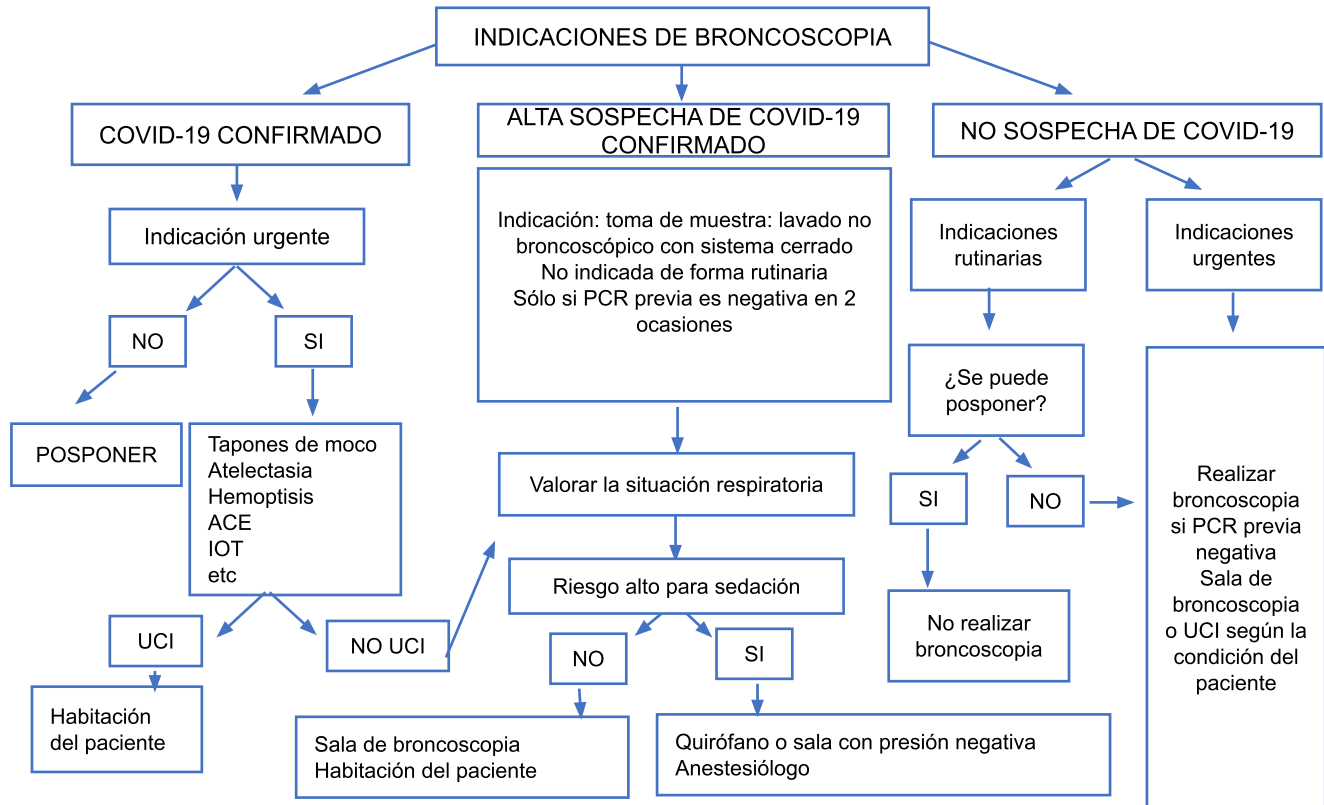 INDICACIONES DE BRONCOSCOPIA
COVID-19 CONFIRMADO
Indicación urgente
NO
SI
POSPONER
Tapones de moco
Atelectasia
Hemoptisis
ACE
IOT
etc
UCI
NO UCI
Habitación
del paciente
ALTA SOSPECHA DE COVID-19
CONFIRMADO
Indicación: toma de muestra: lavado no
broncoscópico con sistema cerrado
No indicada de forma rutinaria
Sólo si PCR previa es negativa en 2
ocasiones
Valorar la situación respiratoria
Riesgo alto para sedación
NO
SI
Sala de broncoscopia
Habitación del paciente
Quirófano o sala con presión negativa
Anestesiólogo
NO SOSPECHA DE COVID-19
Indicaciones
rutinarias
Indicaciones
urgentes
¿Se puede
posponer?
SI
NO
No realizar
broncoscopia
Realizar
broncoscopia
si PCR previa
negativa
Sala de
broncoscopia
o UCI según la
condición del
paciente